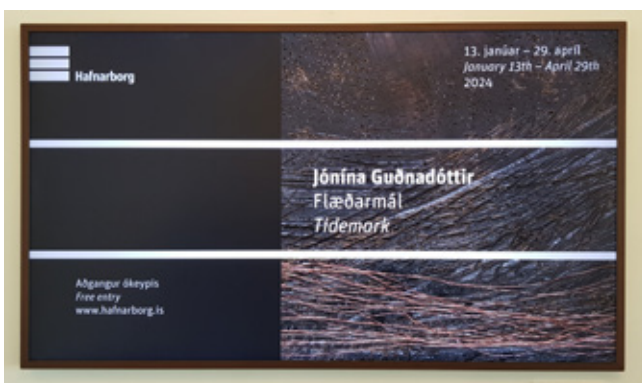 Hafnarborg
13. janúar – 29. apríl
January 13th – April 29th
2024
Jónína Guðnadóttir
Flæðarmál
Tidemark
Aðgangur ókeypis
Free entry
www.hafnarborg.is